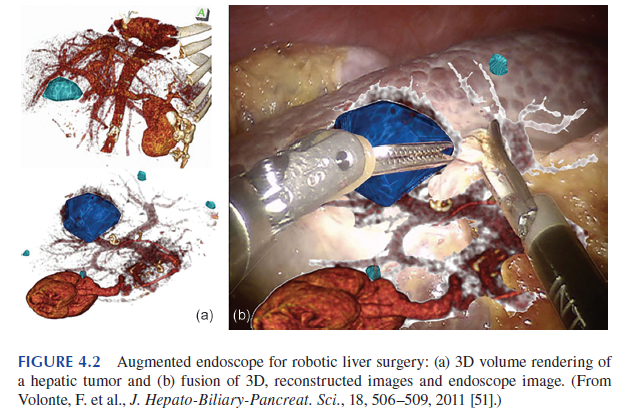 A
(a)
(b)
FIGURE 4.2 Augmented endoscope for robotic liver surgery: (a) 3D volume rendering of
a hepatic tumor and (b) fusion of 3D, reconstructed images and endoscope image. (From
Volonte, F. et al., J. Hepato-Biliary-Pancreat. Sci., 18, 506–509, 2011 [51].)